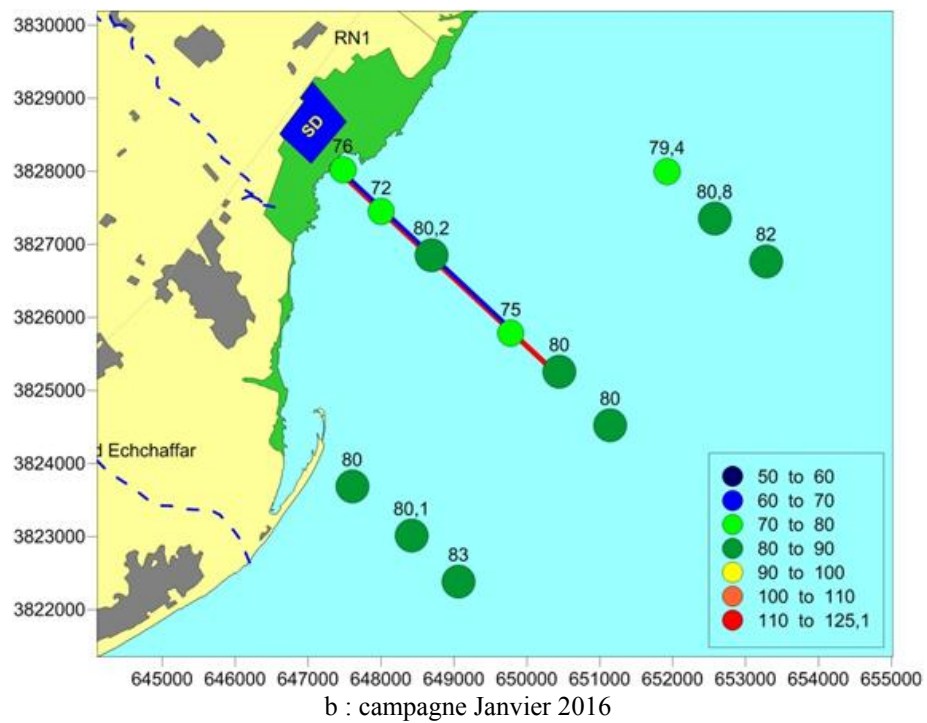 3830000
RN1
3829000
SD
3828000
76
79,4
72
80,8
3827000
80,2
82
3826000
75
3825000
80
80
3824000
d Echchaffar
80
3823000
80,1
83
3822000
50 to 60
60 to 70
70 to 80
80 to 90
90 to 100
100 to 110
110 to 125,1
645000 646000 647000 648000 649000 650000 651000 652000 653000 654000 655000
b : campagne Janvier 2016